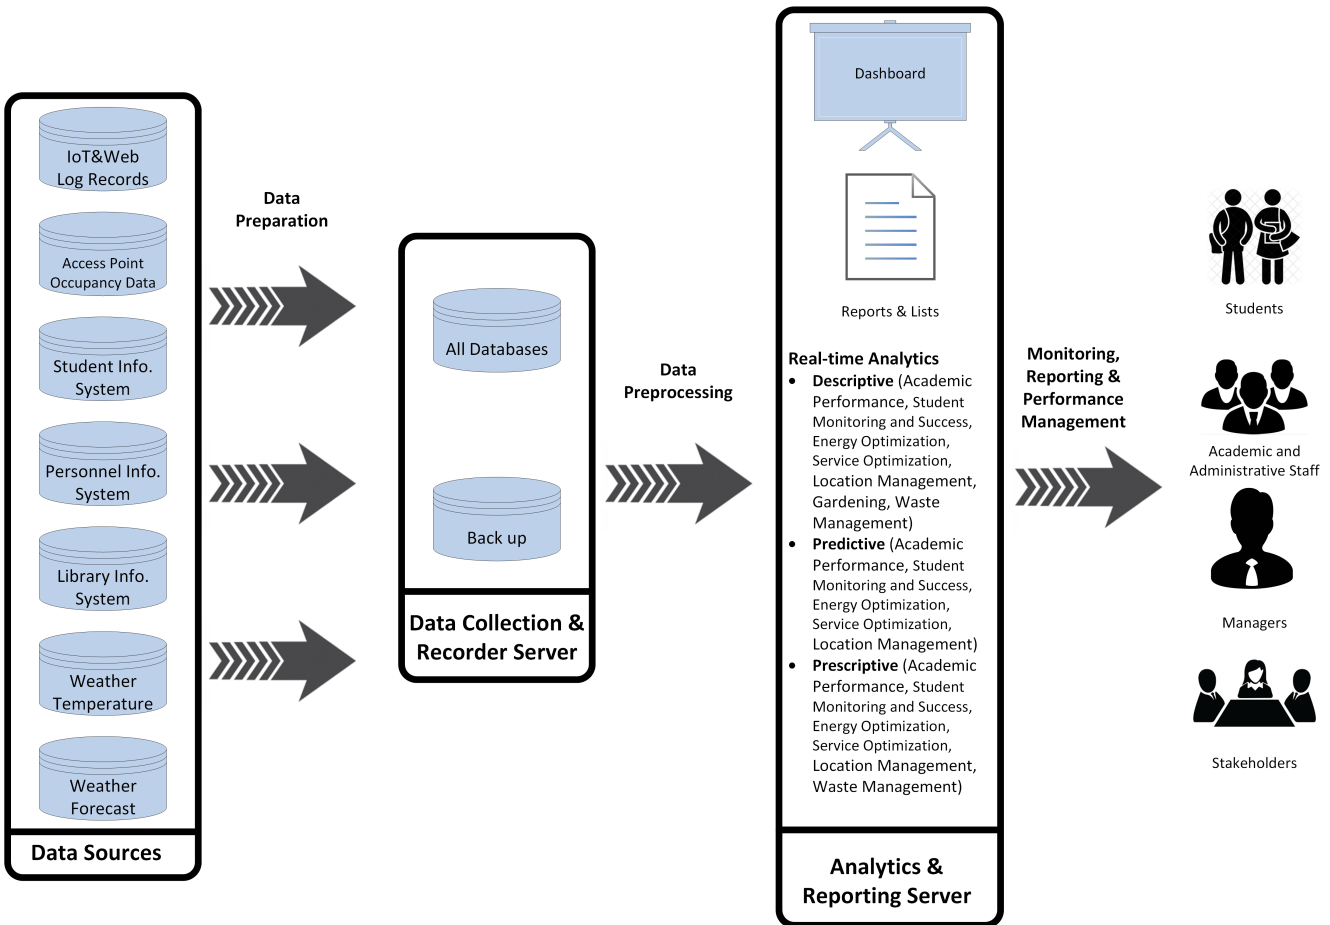 IoT&Web
Log Records
Access Point
Occupancy Data
Student Info.
System
Personnel Info.
System
Library Info.
System
Weather
Temperature
Weather
Forecast
Data Sources
Data
Preparation
All Databases
Back up
Data Collection &
Recorder Server
Data
Preprocessing
Dashboard
Reports & Lists
Real-time Analytics
• Descriptive (Academic
Performance, Student
Monitoring and Success,
Energy Optimization,
Service Optimization,
Location Management,
Gardening, Waste
Management)
• Predictive (Academic
Performance, Student
Monitoring and Success,
Energy Optimization,
Service Optimization,
Location Management)
• Prescriptive (Academic
Performance, Student
Monitoring and Success,
Energy Optimization,
Service Optimization,
Location Management,
Waste Management)
Analytics &
Reporting Server
Monitoring,
Reporting &
Performance
Management
Students
Academic and
Administrative Staff
Managers
Stakeholders